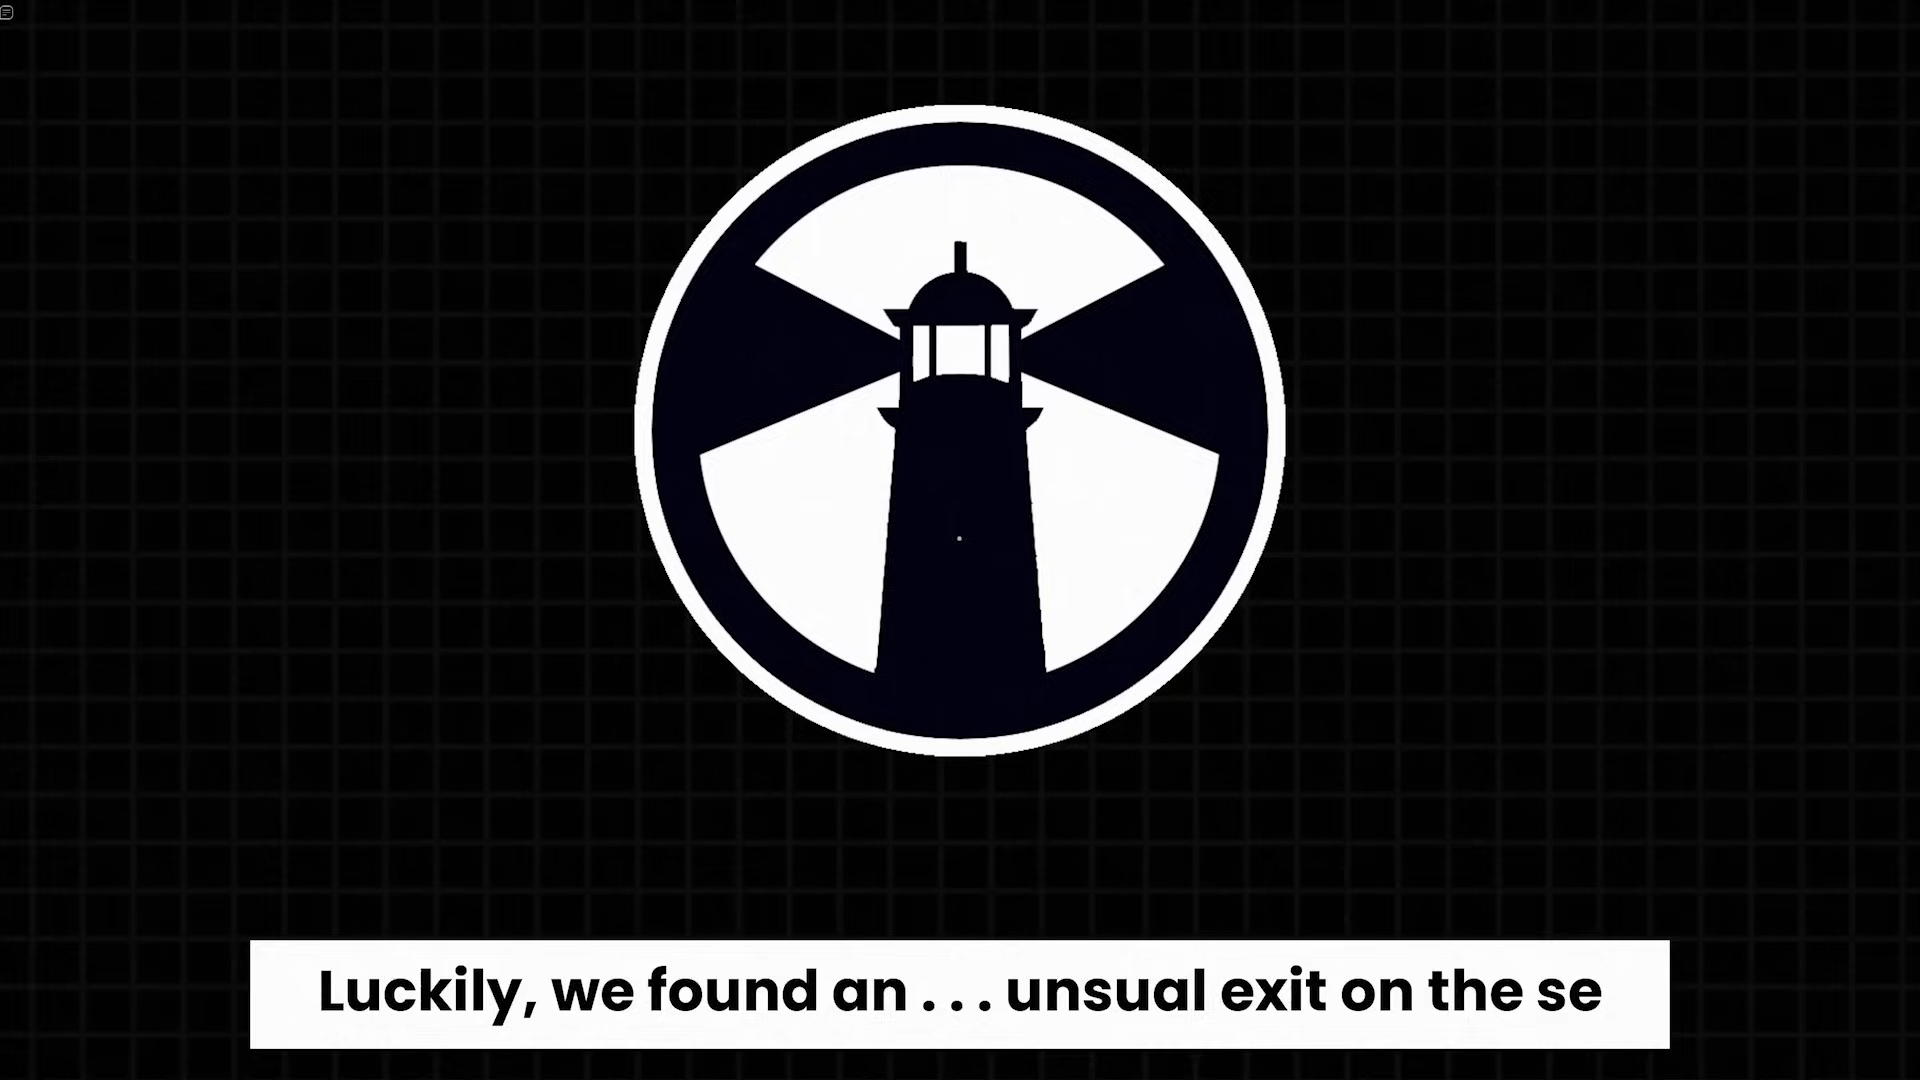 Luckily, we found an . . . unsual exit on the se